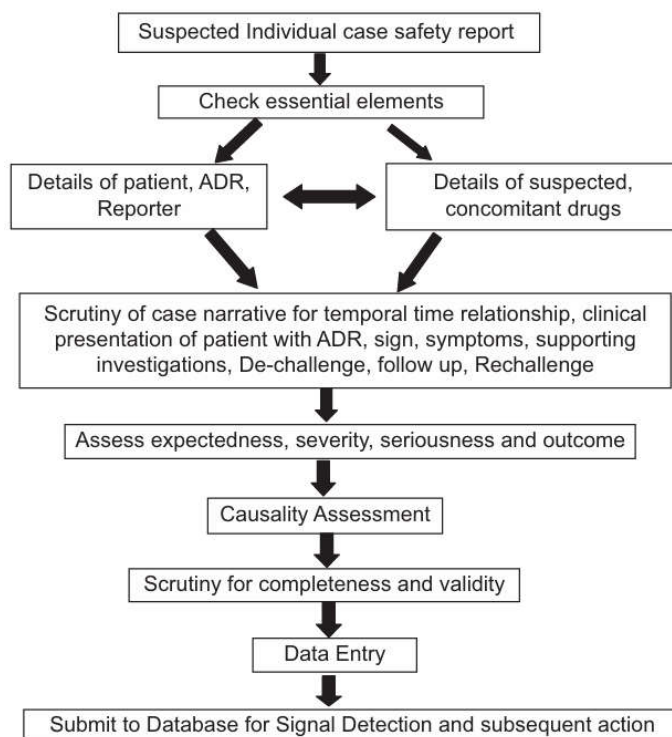 Suspected Individual case safety report
Check essential elements
Details of patient, ADR,
Reporter
Details of suspected,
concomitant drugs
Scrutiny of case narrative for temporal time relationship, clinical
presentation of patient with ADR, sign, symptoms, supporting
investigations, De-challenge, follow up, Rechallenge
Assess expectedness, severity, seriousness and outcome
Causality Assessment
Scrutiny for completeness and validity
Data Entry
Submit to Database for Signal Detection and subsequent action